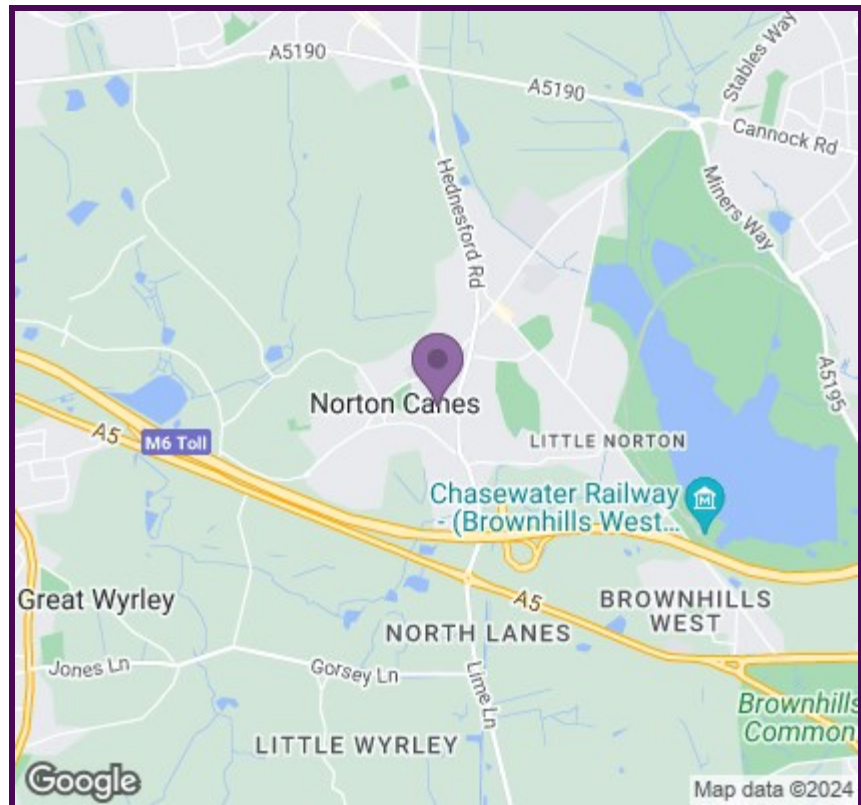 A5190
A5190
Stables Way
Cannock Rd
Miners Way
Hednesford Rd
A5195
Norton Canes
LITTLE NORTON
A5
M6 Toll
Chasewater Railway
- (Brownhills West...
Great Wyrley
A5
BROWNHILLS
WEST
NORTH LANES
Jones Ln
Gorsey Ln
Lime Ln
Brownhills
Common
LITTLE WYRLEY
Google
Map data ©2024